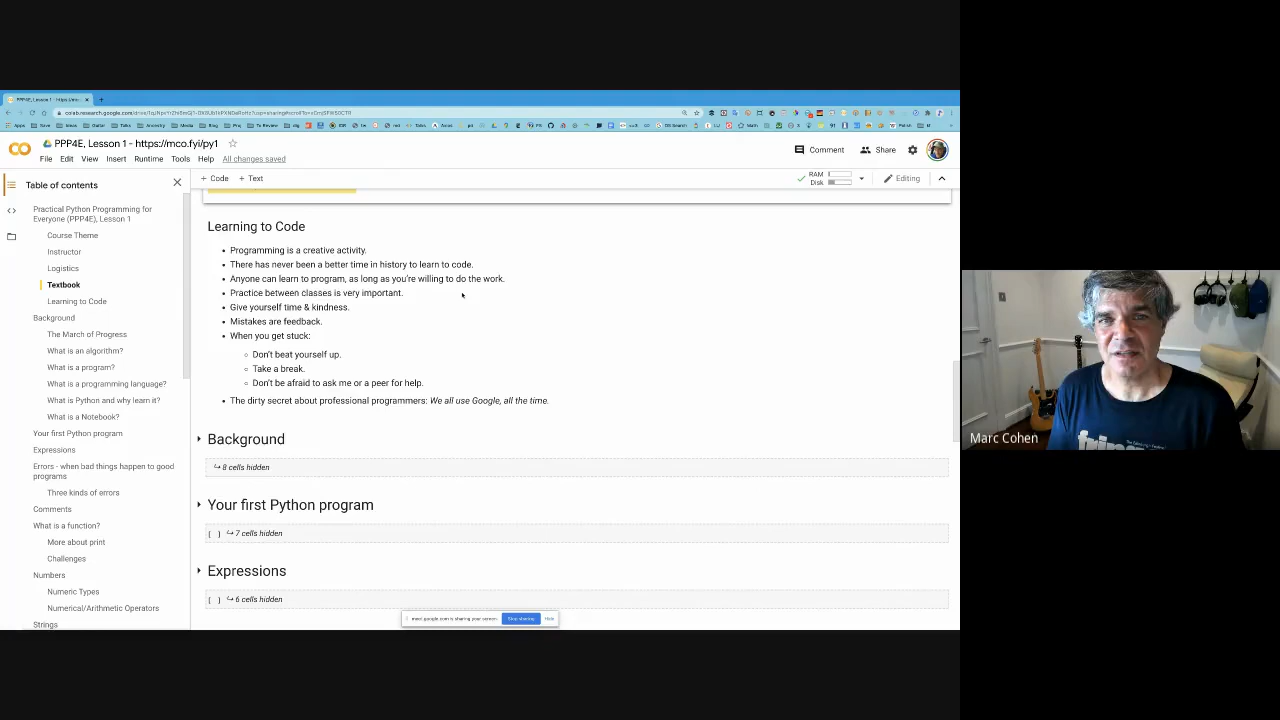 PPP4E, Lesson 1 - https://mco.fyi/py1
File Edit View Insert Runtime Tools Help All changes saved
Comment Share
+ Code + Text
RAM
Disk
Editing
Table of contents
Practical Python Programming for
Everyone (PPP4E), Lesson 1
Course Theme
Instructor
Logistics
Textbook
Learning to Code
Background
The March of Progress
What is an algorithm?
What is a program?
What is a programming language?
What is Python and why learn it?
What is a Notebook?
Your first Python program
Expressions
Errors - when bad things happen to good
programs
Three kinds of errors
Comments
What is a function?
More about print
Challenges
Numbers
Numeric Types
Numerical/Arithmetic Operators
Strings
Learning to Code
• Programming is a creative activity.
• There has never been a better time in history to learn to code.
• Anyone can learn to program, as long as you're willing to do the work.
• Practice between classes is very important.
• Give yourself time & kindness.
• Mistakes are feedback.
• When you get stuck:
◦ Don't beat yourself up.
◦ Take a break.
◦ Don't be afraid to ask me or a peer for help.
• The dirty secret about professional programmers: We all use Google, all the time.
Background
↪ 8 cells hidden
Your first Python program
[ ] ↪ 7 cells hidden
Expressions
[ ] ↪ 6 cells hidden
meet.google.com is sharing your screen. Stop sharing Hide
Marc Cohen